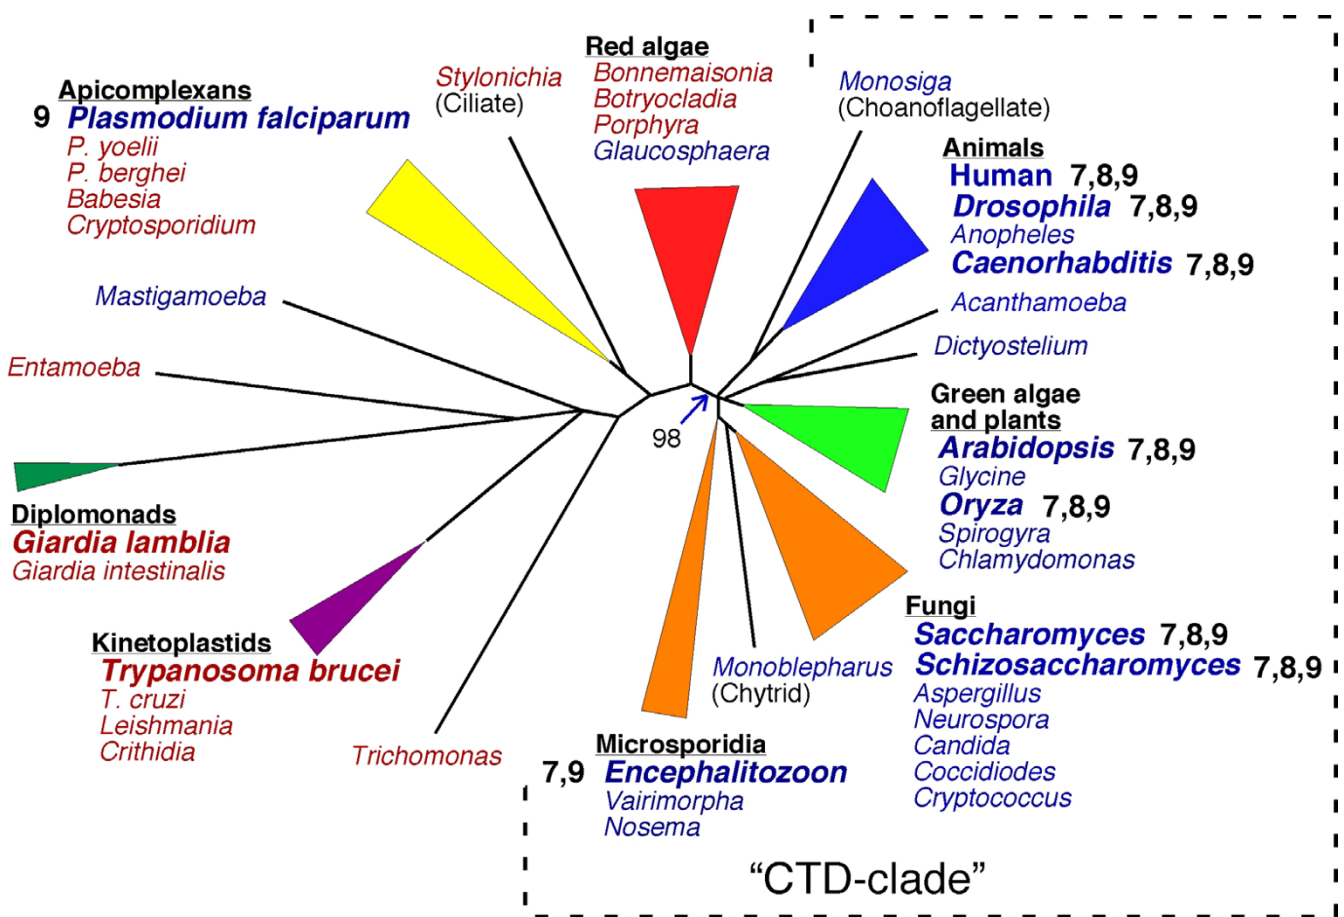 Apicomplexans
9 Plasmodium falciparum
P. yoelii
P. berghei
Babesia
Cryptosporidium
Stylonichia
(Ciliate)
Red algae
Bonnemaisonia
Botryocladia
Porphyra
Glaucosphaera
Monosiga
(Choanoflagellate)
Animals
Human 7,8,9
Drosophila 7,8,9
Anopheles
Caenorhabditis 7,8,9
Acanthamoeba
Dictyostelium
Mastigamoeba
Entamoeba
98
Green algae
and plants
Arabidopsis 7,8,9
Glycine
Oryza 7,8,9
Spirogyra
Chlamydomonas
Diplomonads
Giardia lamblia
Giardia intestinalis
Kinetoplastids
Trypanosoma brucei
T. cruzi
Leishmania
Crithidia
Trichomonas
Monoblepharus
(Chytrid)
Fungi
Saccharomyces 7,8,9
Schizosaccharomyces 7,8,9
Aspergillus
Neurospora
Candida
Coccidiodes
Cryptococcus
Microsporidia
7,9 Encephalitozoon
Vairimorpha
Nosema
“CTD-clade”